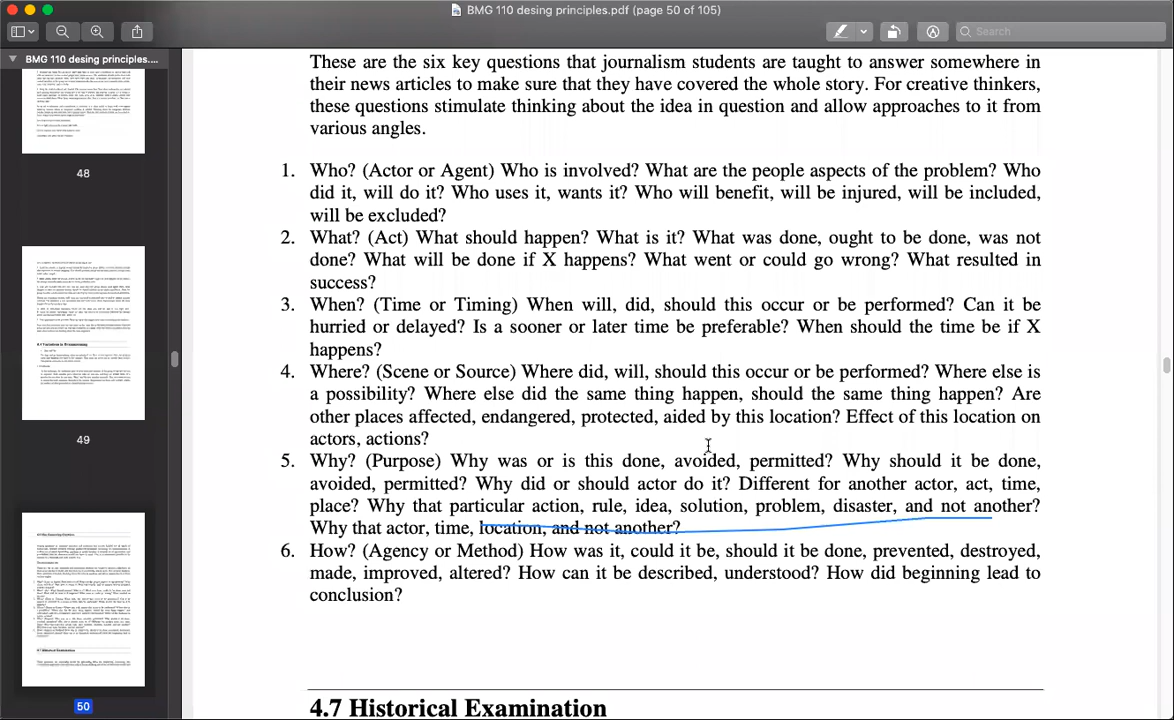 BMG 110 desing principles.pdf (page 50 of 105)
Search
BMG 110 desing principles....
48
49
50
These are the six key questions that journalism students are taught to answer somewhere in
their news articles to make sure that they have covered the whole story. For creative thinkers,
these questions stimulate thinking about the idea in question and allow approaches to it from
various angles.
1. Who? (Actor or Agent) Who is involved? What are the people aspects of the problem? Who
did it, will do it? Who uses it, wants it? Who will benefit, will be injured, will be included,
will be excluded?
2. What? (Act) What should happen? What is it? What was done, ought to be done, was not
done? What will be done if X happens? What went or could go wrong? What resulted in
success?
3. When? (Time or Timing) When will, did, should this occur or be performed? Can it be
hurried or delayed? Is a sooner or later time be preferable? When should the time be if X
happens?
4. Where? (Scene or Source) Where did, will, should this occur or be performed? Where else is
a possibility? Where else did the same thing happen, should the same thing happen? Are
other places affected, endangered, protected, aided by this location? Effect of this location on
actors, actions?
5. Why? (Purpose) Why was or is this done, avoided, permitted? Why should it be done,
avoided, permitted? Why did or should actor do it? Different for another actor, act, time,
place? Why that particular action, rule, idea, solution, problem, disaster, and not another?
Why that actor, time, location, and not another?
6. How? (Agency or Method) How was it, could it be, should it be done, prevented, destroyed,
made, improved, altered? How can it be described, understood? How did beginning lead to
conclusion?
4.7 Historical Examination